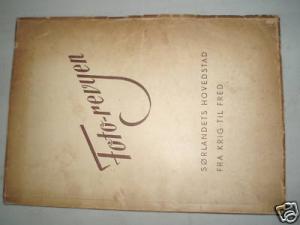 Foto-revyen
SØRLANDETS HOVEDSTAD
FRA KRIG TIL FRED